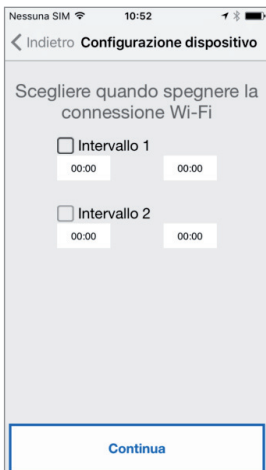 Nessuna SIM 10:52
Indietro Configurazione dispositivo
Scegliere quando spegnere la
connessione Wi-Fi
Intervallo 1
00:00 00:00
Intervallo 2
00:00 00:00
Continua